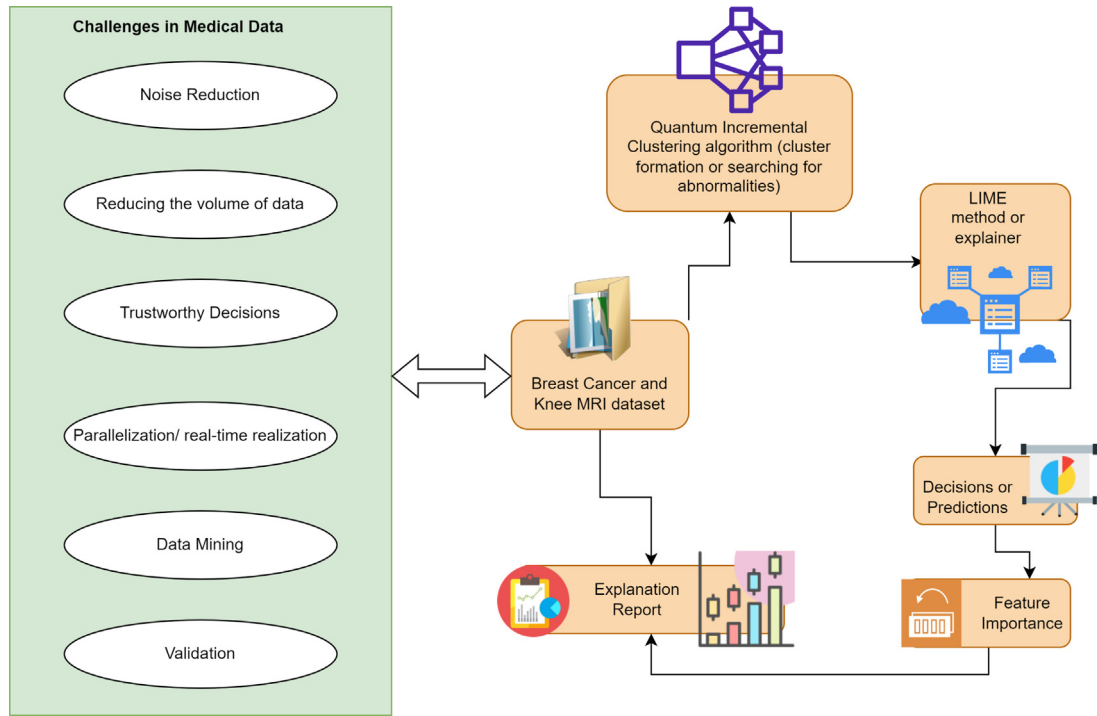 Challenges in Medical Data
Noise Reduction
Reducing the volume of data
Trustworthy Decisions
Parallelization/ real-time realization
Data Mining
Validation
Quantum Incremental
Clustering algorithm (cluster
formation or searching for
abnormalities)
LIME
method or
explainer
Breast Cancer and
Knee MRI dataset
Decisions or
Predictions
Feature
Importance
Explanation
Report